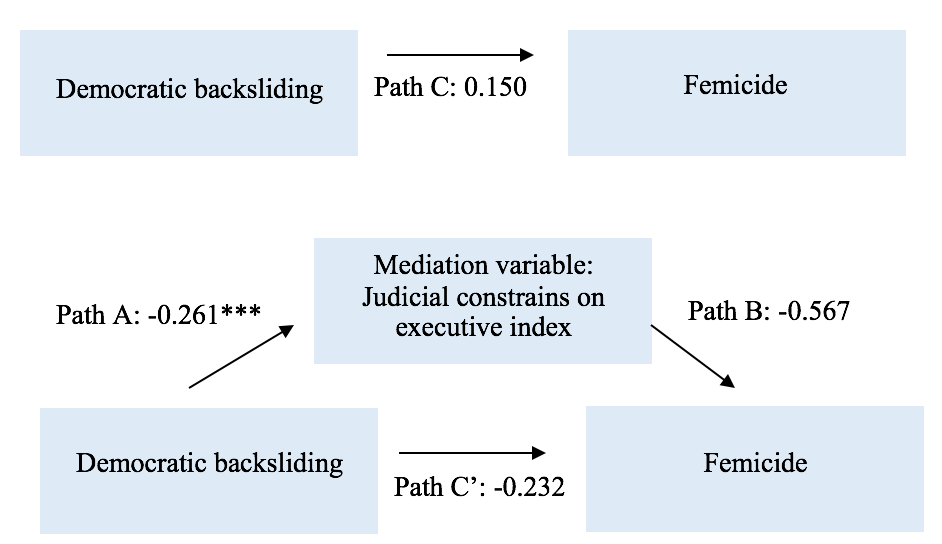 Democratic backsliding
Path C: 0.150
Femicide
Mediation variable:
Judicial constrains on
executive index
Path A: -0.261***
Path B: -0.567
Democratic backsliding
Path C’: -0.232
Femicide